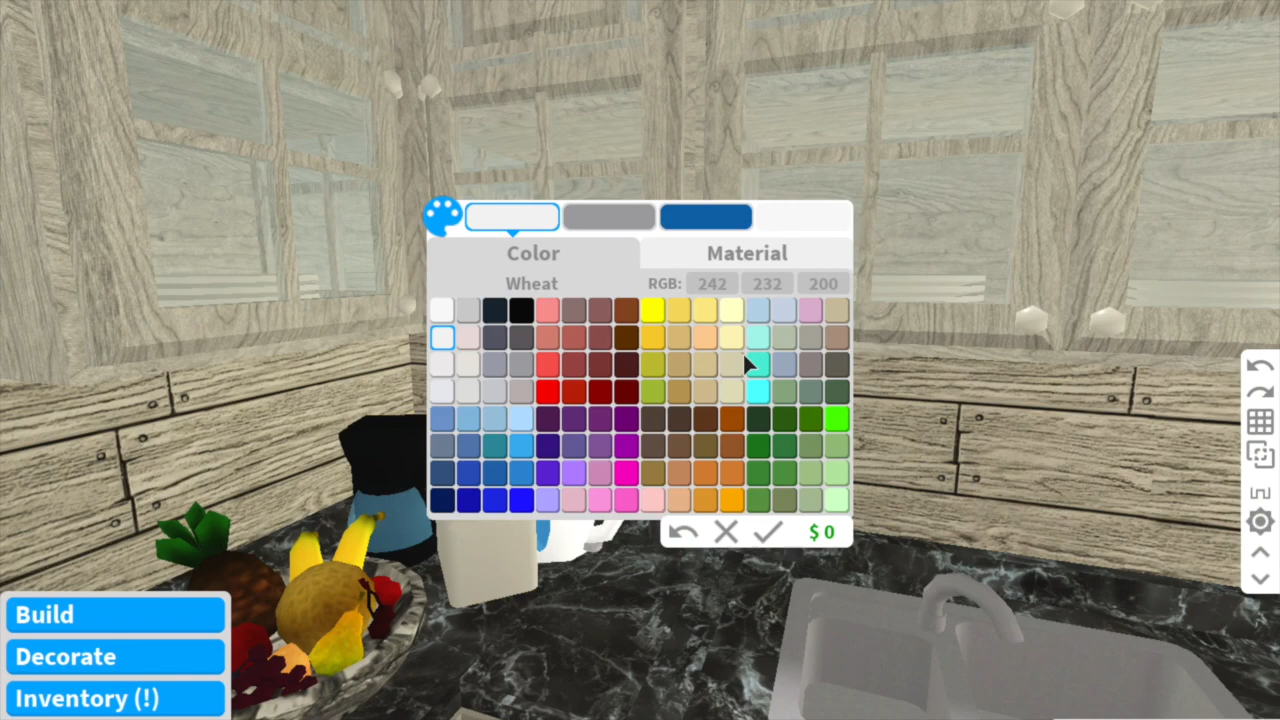 Color
Material
Wheat
RGB: 242 232 200
$ 0
Build
Decorate
Inventory (!)